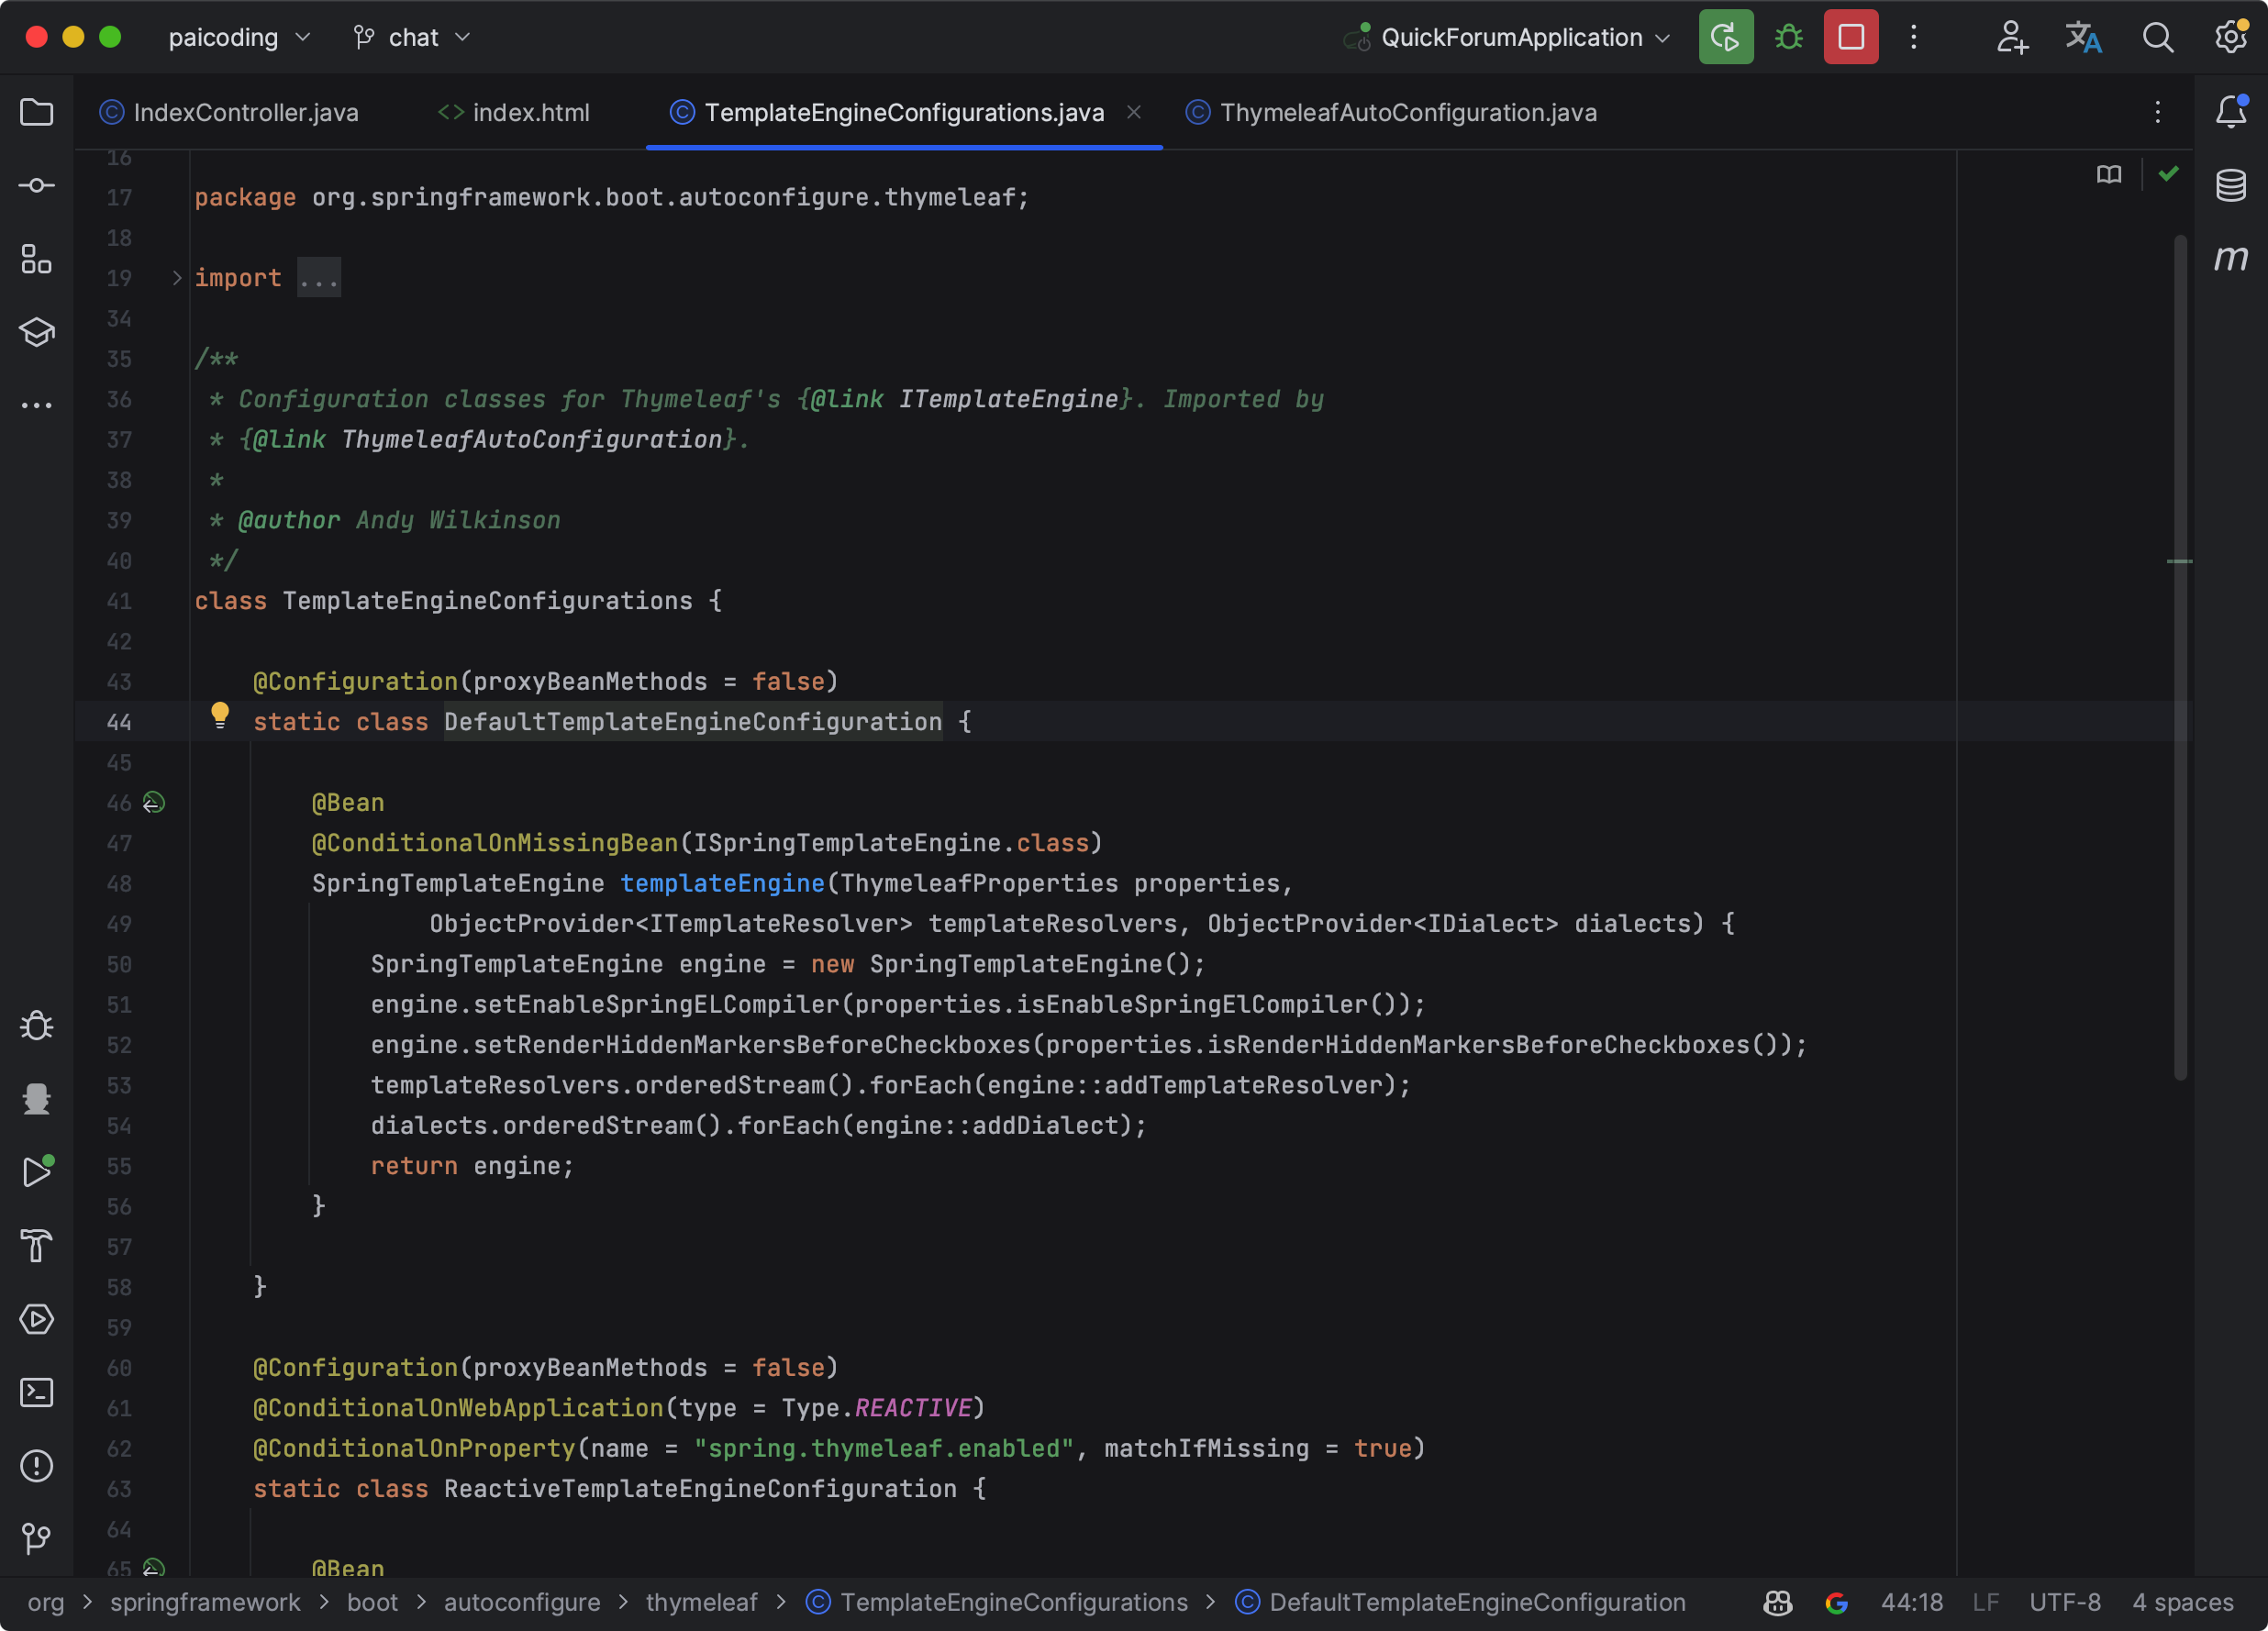 paicoding chat QuickForumApplication
IndexController.java <> index.html TemplateEngineConfigurations.java ThymeleafAutoConfiguration.java
16
17 package org.springframework.boot.autoconfigure.thymeleaf;
18
19 import ...
34
35 /**
36 * Configuration classes for Thymeleaf's {@link ITemplateEngine}. Imported by
37 * {@link ThymeleafAutoConfiguration}.
38 *
39 * @author Andy Wilkinson
40 */
41 class TemplateEngineConfigurations {
42
43 @Configuration(proxyBeanMethods = false)
44 static class DefaultTemplateEngineConfiguration {
45
46 @Bean
47 @ConditionalOnMissingBean(ISpringTemplateEngine.class)
48 SpringTemplateEngine templateEngine(ThymeleafProperties properties,
49 ObjectProvider<ITemplateResolver> templateResolvers, ObjectProvider<IDialect> dialects) {
50 SpringTemplateEngine engine = new SpringTemplateEngine();
51 engine.setEnableSpringELCompiler(properties.isEnableSpringElCompiler());
52 engine.setRenderHiddenMarkersBeforeCheckboxes(properties.isRenderHiddenMarkersBeforeCheckboxes());
53 templateResolvers.orderedStream().forEach(engine::addTemplateResolver);
54 dialects.orderedStream().forEach(engine::addDialect);
55 return engine;
56 }
57
58 }
59
60 @Configuration(proxyBeanMethods = false)
61 @ConditionalOnWebApplication(type = Type.REACTIVE)
62 @ConditionalOnProperty(name = "spring.thymeleaf.enabled", matchIfMissing = true)
63 static class ReactiveTemplateEngineConfiguration {
64
65 @Bean
org > springframework > boot > autoconfigure > thymeleaf > TemplateEngineConfigurations > DefaultTemplateEngineConfiguration 44:18 LF UTF-8 4 spaces